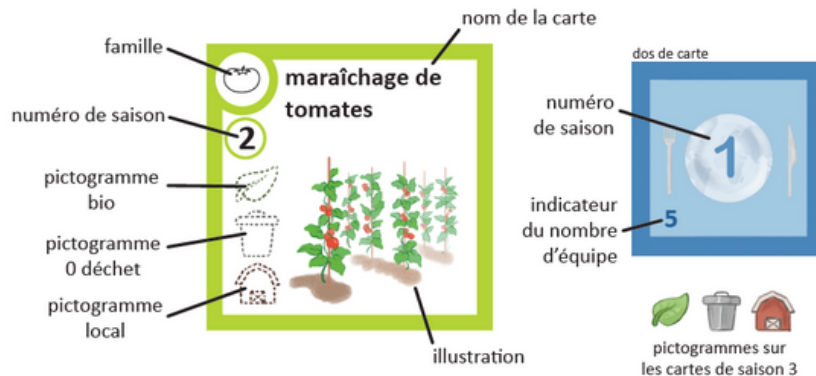 nom de la carte
famille
maraîchage de
tomates
numéro de saison
2
pictogramme
bio
pictogramme
0 déchet
pictogramme
local
illustration
dos de carte
numéro
de saison
1
indicateur
du nombre
d'équipe
5
pictogrammes sur
les cartes de saison 3